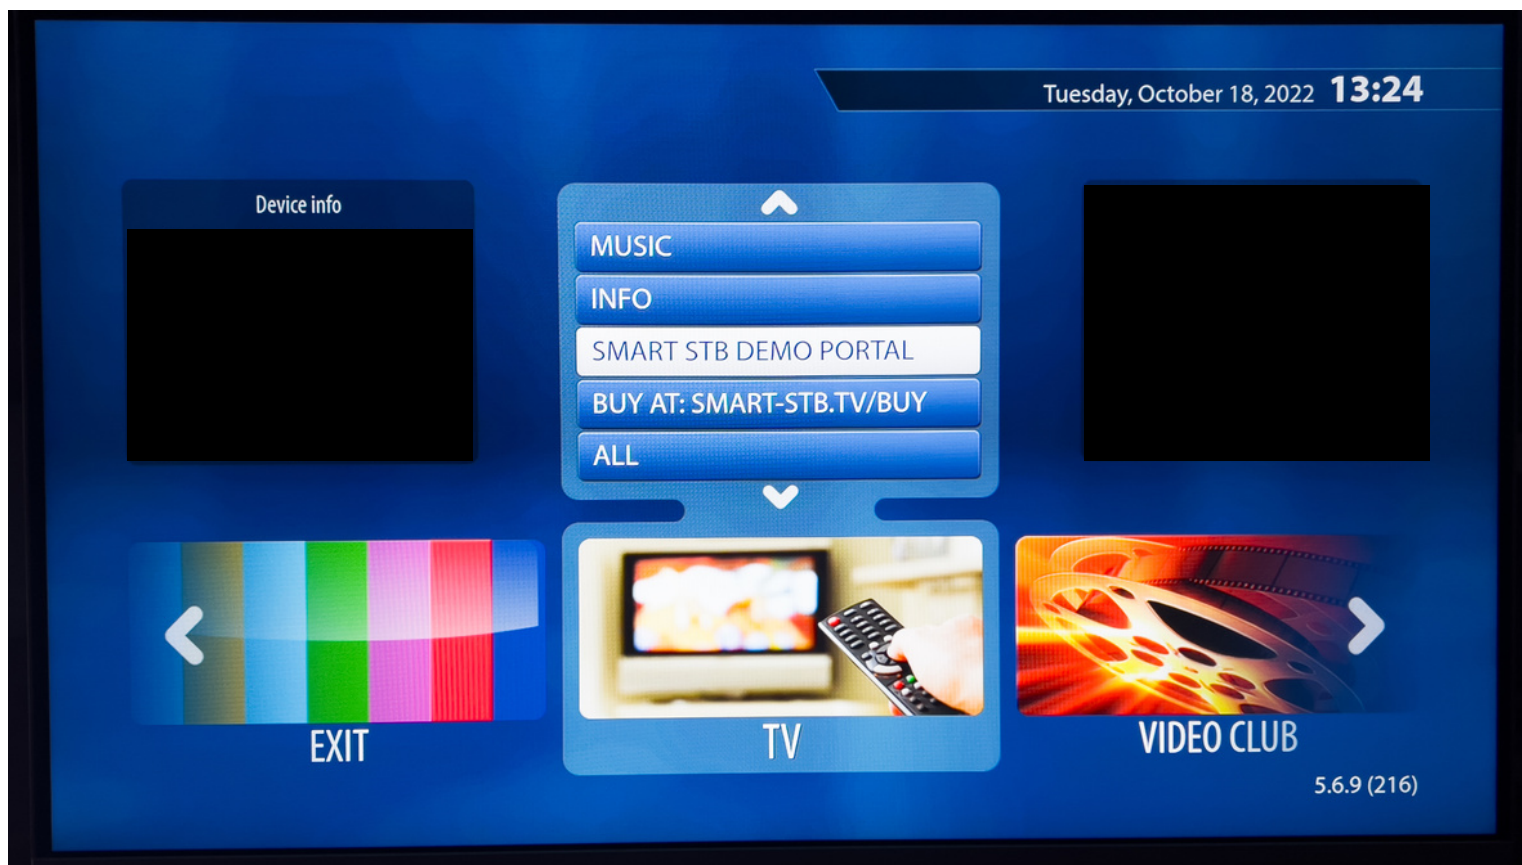 Tuesday, October 18, 2022 13:24
Device info
MUSIC
INFO
SMART STB DEMO PORTAL
BUY AT: SMART-STB.TV/BUY
ALL
EXIT
TV
VIDEO CLUB
5.6.9 (216)